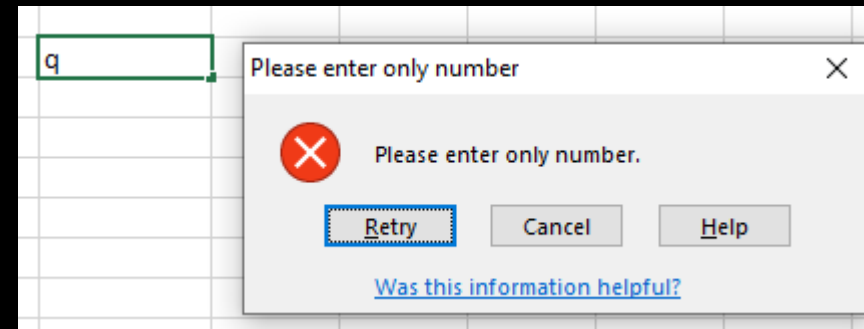 q
Please enter only number
Please enter only number.
Retry Cancel Help
Was this information helpful?